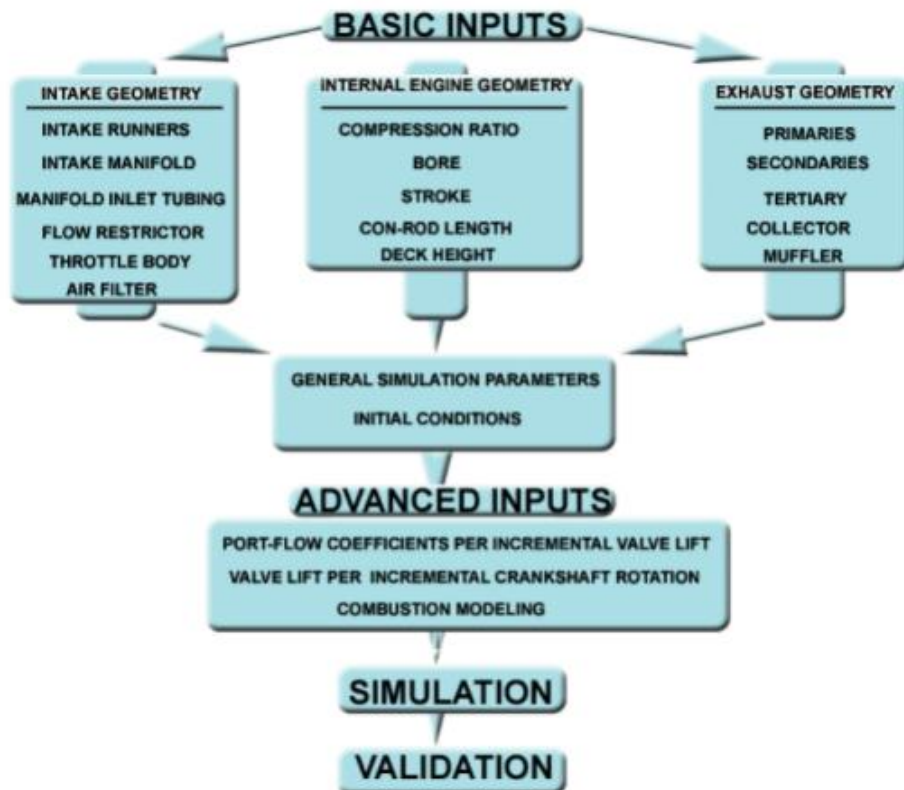 BASIC INPUTS
INTAKE GEOMETRY
INTAKE RUNNERS
INTAKE MANIFOLD
MANIFOLD INLET TUBING
FLOW RESTRICTOR
THROTTLE BODY
AIR FILTER
INTERNAL ENGINE GEOMETRY
COMPRESSION RATIO
BORE
STROKE
CON-ROD LENGTH
DECK HEIGHT
EXHAUST GEOMETRY
PRIMARIES
SECONDARIES
TERTIARY
COLLECTOR
MUFFLER
GENERAL SIMULATION PARAMETERS
INITIAL CONDITIONS
ADVANCED INPUTS
PORT-FLOW COEFFICIENTS PER INCREMENTAL VALVE LIFT
VALVE LIFT PER INCREMENTAL CRANKSHAFT ROTATION
COMBUSTION MODELING
SIMULATION
VALIDATION